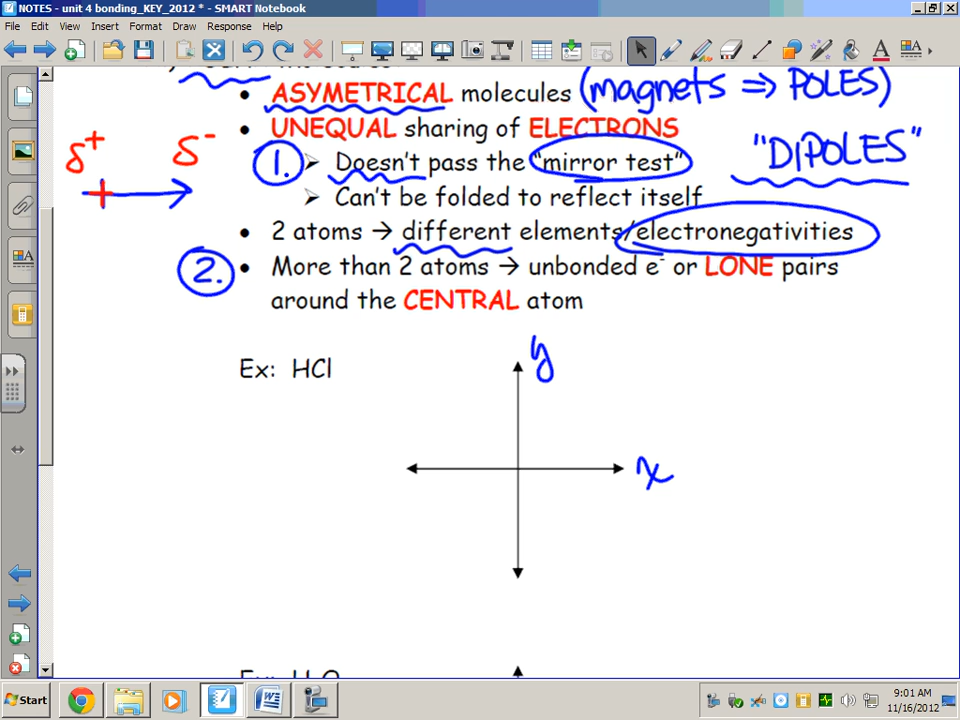 NOTES - unit 4 bonding_KEY_2012 * - SMART Notebook
File Edit View Insert Format Draw Response Help
• ASYMETRICAL molecules (magnets ⇒ POLES)
• UNEQUAL sharing of ELECTRONS
δ+ δ-
"DIPOLES"
1. ➢ Doesn't pass the "mirror test"
➢ Can't be folded to reflect itself
• 2 atoms → different elements/electronegativities
2. • More than 2 atoms → unbonded e- or LONE pairs
around the CENTRAL atom
y
Ex: HCl
x
Start
9:01 AM
11/16/2012